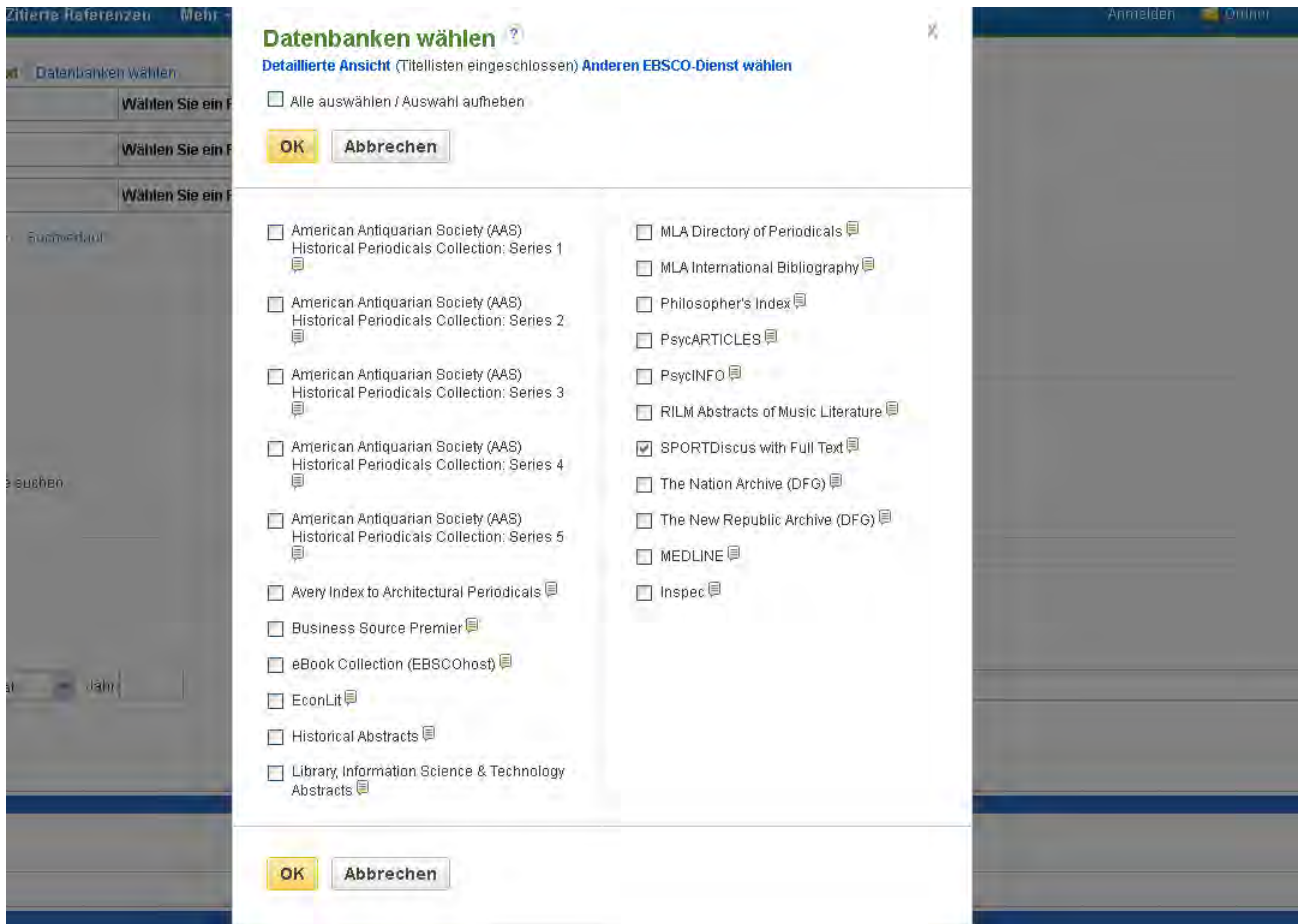 Zitierte Referenzen Mehr
Anmelden Ordner
Datenbanken wählen ?
X
Detaillierte Ansicht (Titellisten eingeschlossen) Anderen EBSCO-Dienst wählen
Datenbanken wählen
Alle auswählen / Auswahl aufheben
Wählen Sie ein F
OK Abbrechen
Wählen Sie ein F
Wählen Sie ein F
Suchverlauf
American Antiquarian Society (AAS)
Historical Periodicals Collection: Series 1
American Antiquarian Society (AAS)
Historical Periodicals Collection: Series 2
American Antiquarian Society (AAS)
Historical Periodicals Collection: Series 3
American Antiquarian Society (AAS)
Historical Periodicals Collection: Series 4
American Antiquarian Society (AAS)
Historical Periodicals Collection: Series 5
Avery Index to Architectural Periodicals
Business Source Premier
eBook Collection (EBSCOhost)
EconLit
Historical Abstracts
Library, Information Science & Technology
Abstracts
MLA Directory of Periodicals
MLA International Bibliography
Philosopher's Index
PsycARTICLES
PsycINFO
RILM Abstracts of Music Literature
SPORTDiscus with Full Text
The Nation Archive (DFG)
The New Republic Archive (DFG)
MEDLINE
Inspec
e suchen
Jahr
OK Abbrechen